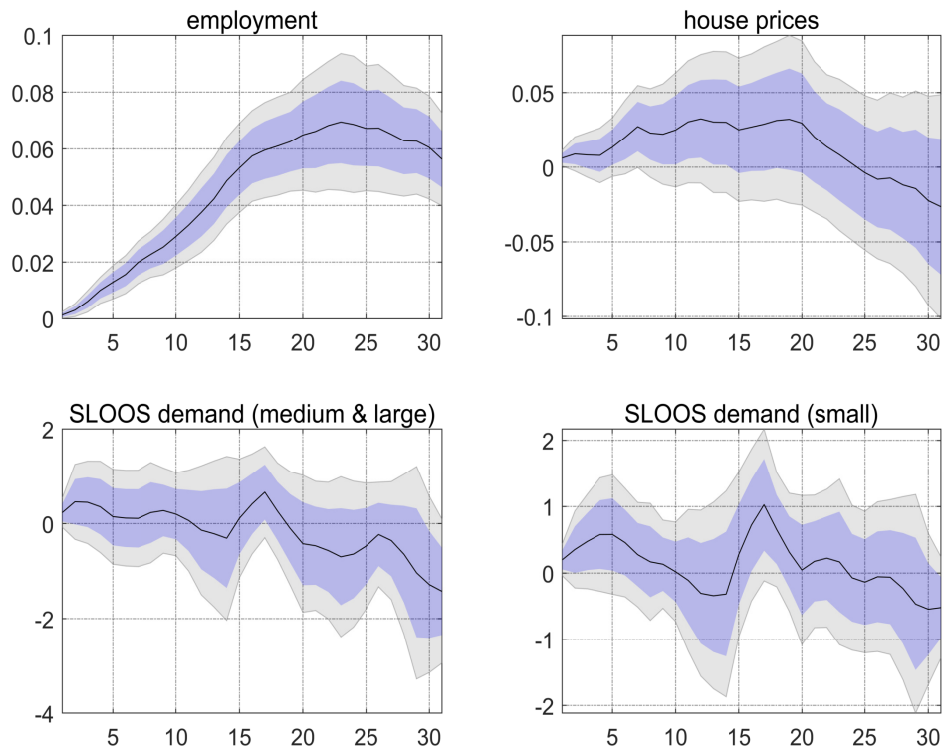 employment
0.1
0.08
0.06
0.04
0.02
0
5 10 15 20 25 30
house prices
0.05
0
-0.05
-0.1
5 10 15 20 25 30
SLOOS demand (medium & large)
2
0
-2
-4
5 10 15 20 25 30
SLOOS demand (small)
2
1
0
-1
-2
5 10 15 20 25 30